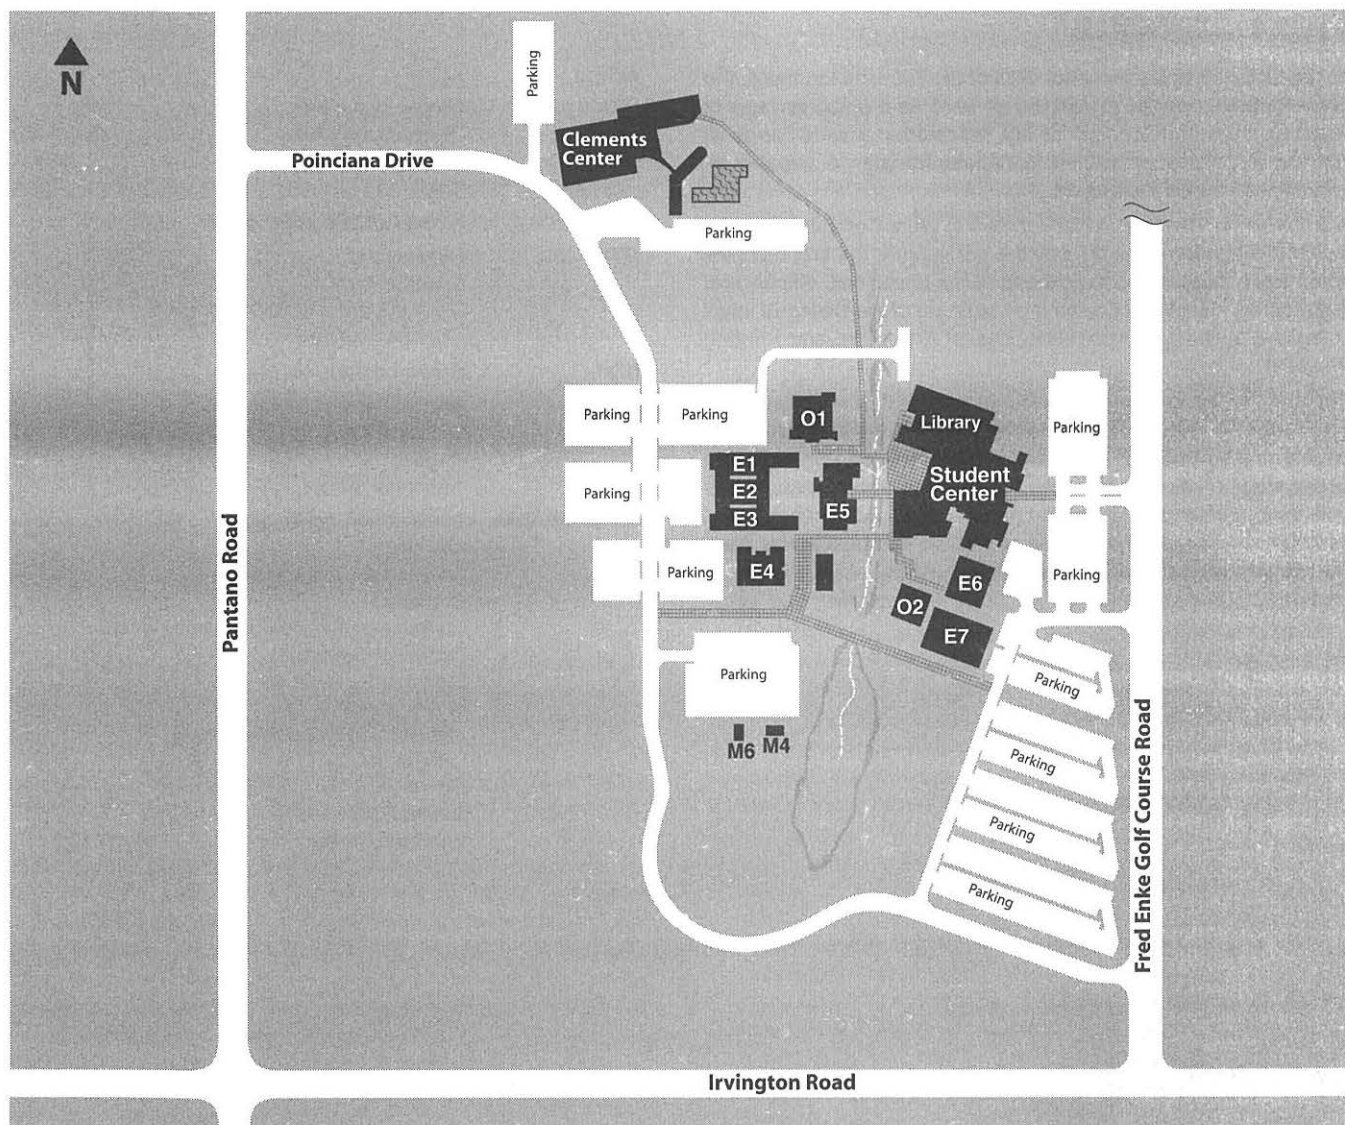 N
Parking
Clements
Center
Poinciana Drive
Parking
Parking
Parking
O1
Library
Parking
E1
Student
Center
E2
Parking
E5
E3
Pantano Road
Parking
E4
E6
Parking
O2
E7
Parking
Parking
M6
M4
Parking
Fred Enke Golf Course Road
Parking
Parking
Irvington Road